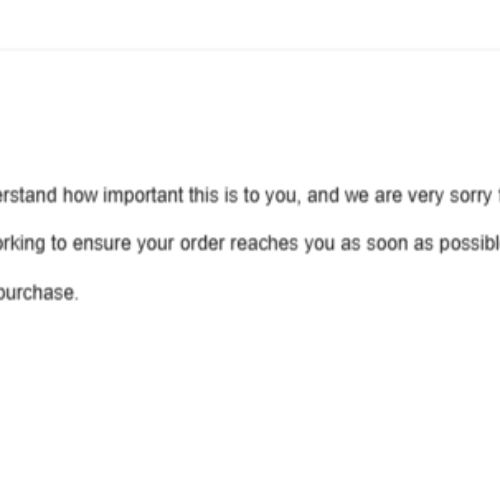 erstand how important this is to you, and we are very sorry
orking to ensure your order reaches you as soon as possibl
purchase.